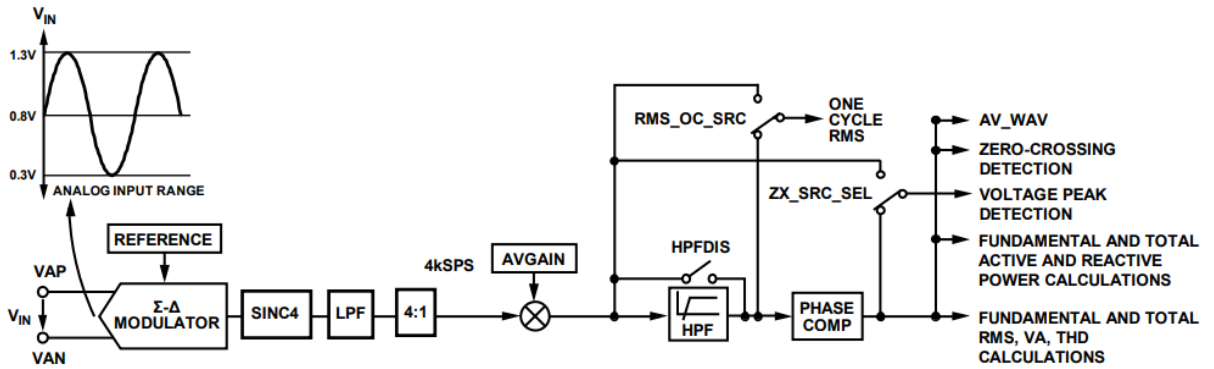 V_IN
1.3V
0.8V
0.3V
ANALOG INPUT RANGE
REFERENCE
VAP
V_IN
VAN
Σ-Δ
MODULATOR
SINC4
LPF
4:1
4kSPS
AVGAIN
RMS_OC_SRC
ONE
CYCLE
RMS
ZX_SRC_SEL
HPFDIS
HPF
PHASE
COMP
AV_WAV
ZERO-CROSSING
DETECTION
VOLTAGE PEAK
DETECTION
FUNDAMENTAL AND TOTAL
ACTIVE AND REACTIVE
POWER CALCULATIONS
FUNDAMENTAL AND TOTAL
RMS, VA, THD
CALCULATIONS